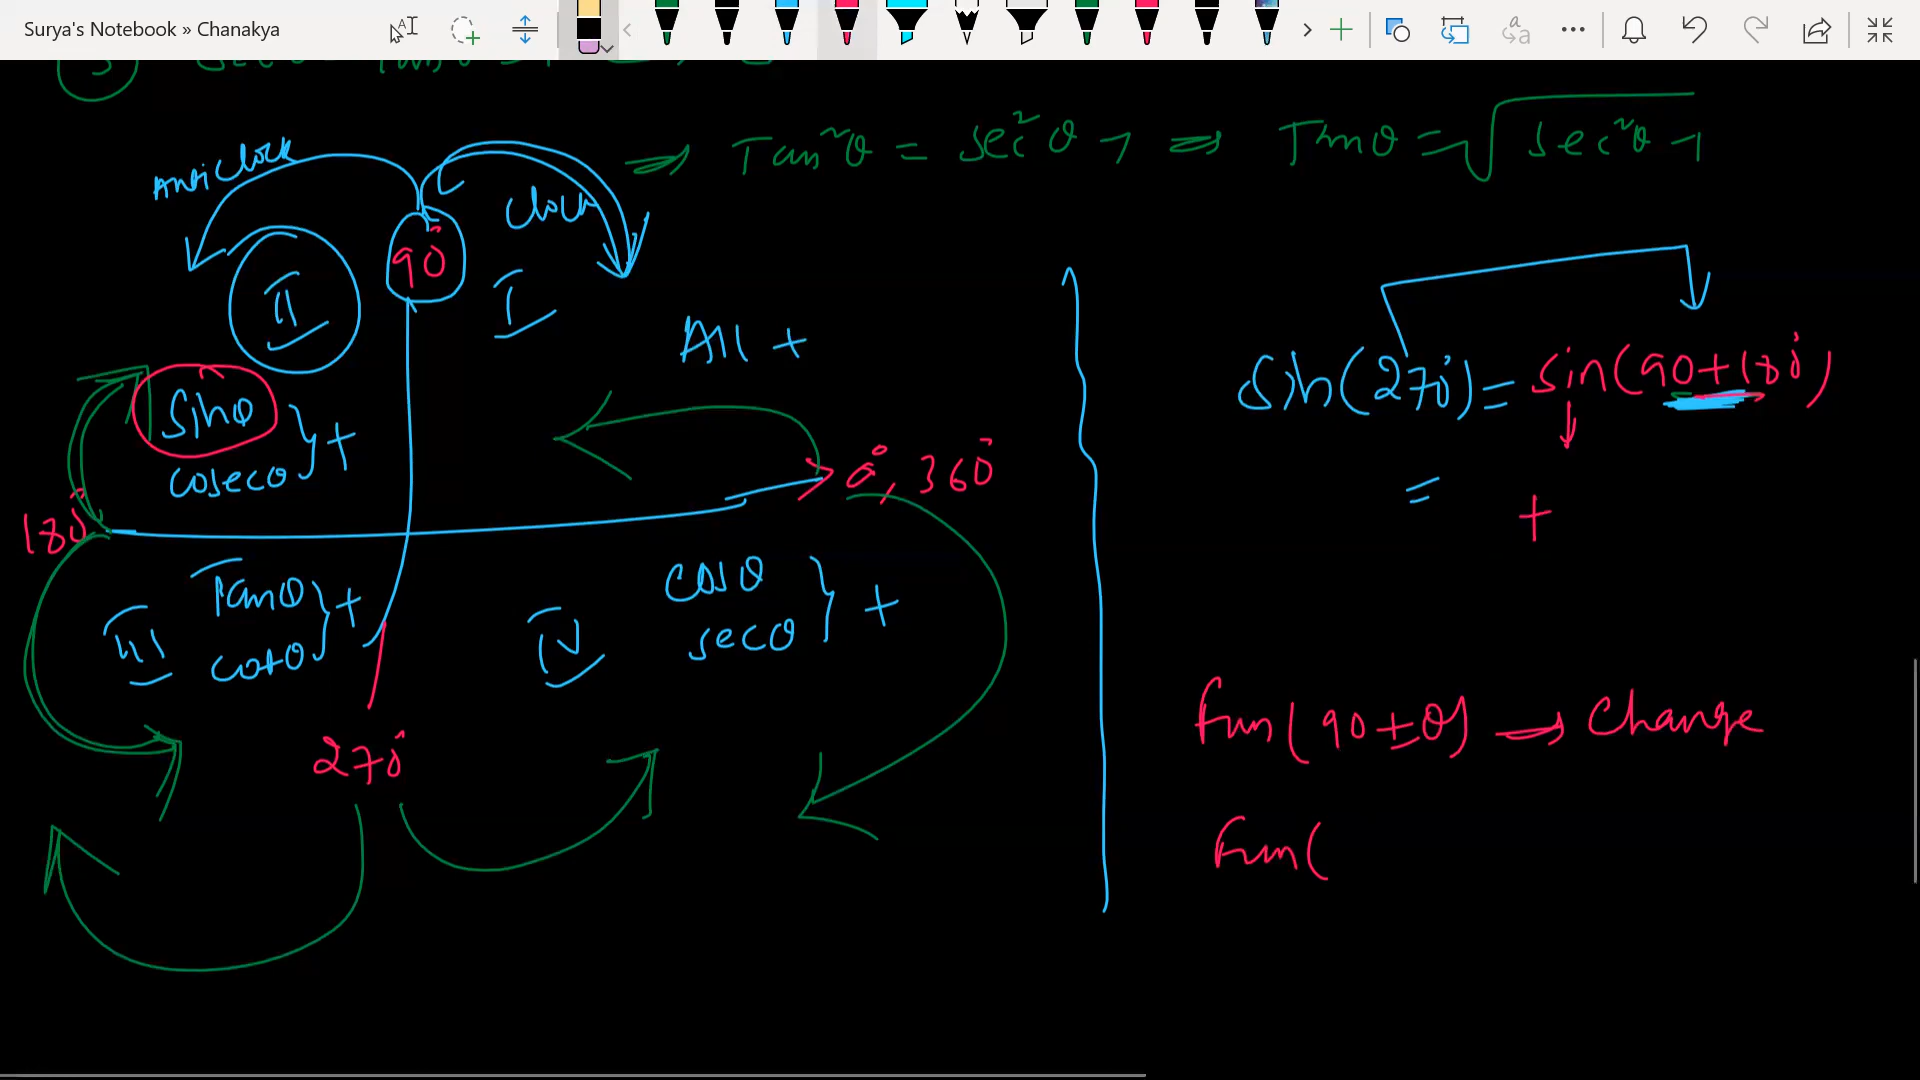 Surya's Notebook » Chanakya
⇒ Tan²θ = sec²θ -1 ⇒ Tanθ = √sec²θ -1
Anticlock
Clock
90°
II
I
All +
Sinθ
cosecθ } +
180°
0°, 360°
III
Tanθ
cotθ } +
IV
cosθ
secθ } +
270°
Sin(270°) = sin(90+180°)
= +
Fun(90±θ) ⇒ Change
Fun(